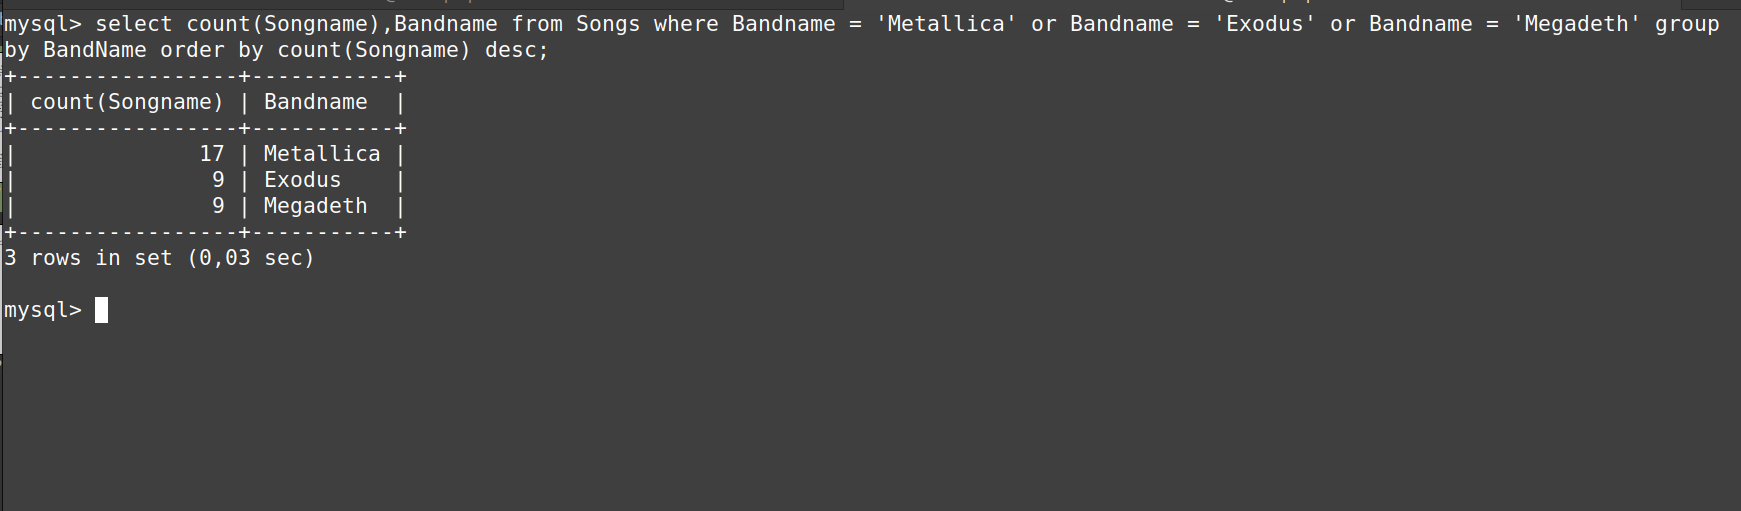 mysql> select count(Songname),Bandname from Songs where Bandname = 'Metallica' or Bandname = 'Exodus' or Bandname = 'Megadeth' group
by BandName order by count(Songname) desc;
+-----------------+-----------+
| count(Songname) | Bandname  |
+-----------------+-----------+
|              17 | Metallica |
|               9 | Exodus    |
|               9 | Megadeth  |
+-----------------+-----------+
3 rows in set (0,03 sec)

mysql>